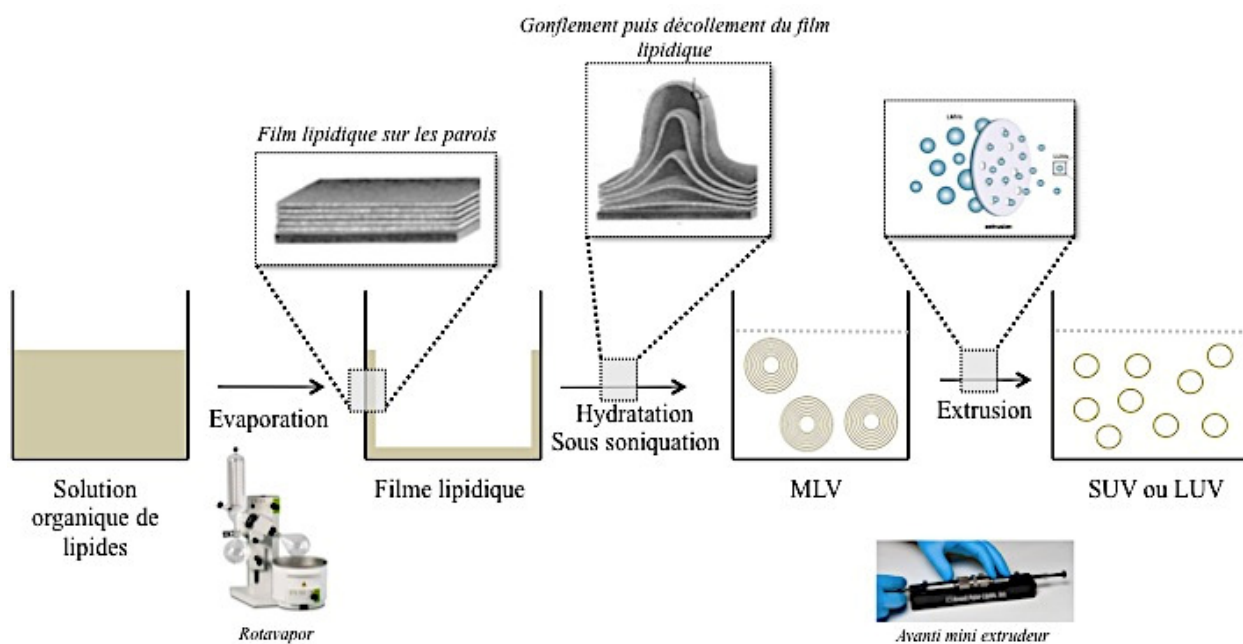 Gonflement puis décollement du film
lipidique
Film lipidique sur les parois
extrusion
Evaporation
Hydratation
Sous soniquation
Extrusion
Solution
organique de
lipides
Filme lipidique
MLV
SUV ou LUV
Rotavapor
Avanti mini extrudeur